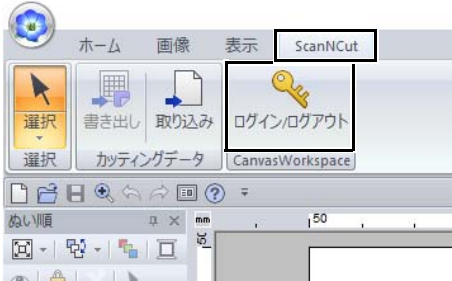 ホーム 画像 表示 ScanNCut
選択 書き出し 取り込み ログイン/ログアウト
選択 カッティングデータ CanvasWorkspace
ぬい順 mm 50
50